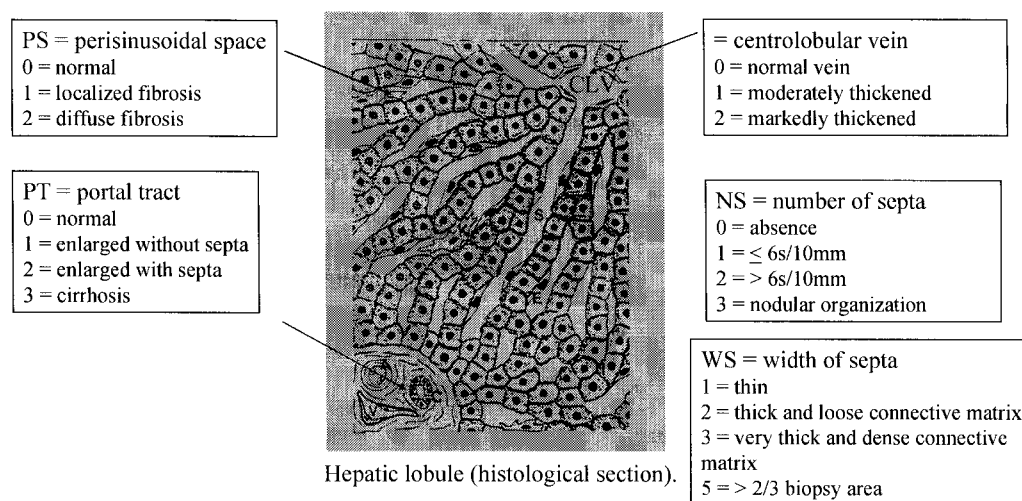 PS = perisinusoidal space
0 = normal
1 = localized fibrosis
2 = diffuse fibrosis
PT = portal tract
0 = normal
1 = enlarged without septa
2 = enlarged with septa
3 = cirrhosis
CLV
S
E
V
Hepatic lobule (histological section).
= centrolobular vein
0 = normal vein
1 = moderately thickened
2 = markedly thickened
NS = number of septa
0 = absence
1 = ≤ 6s/10mm
2 = > 6s/10mm
3 = nodular organization
WS = width of septa
1 = thin
2 = thick and loose connective matrix
3 = very thick and dense connective
matrix
5 = > 2/3 biopsy area